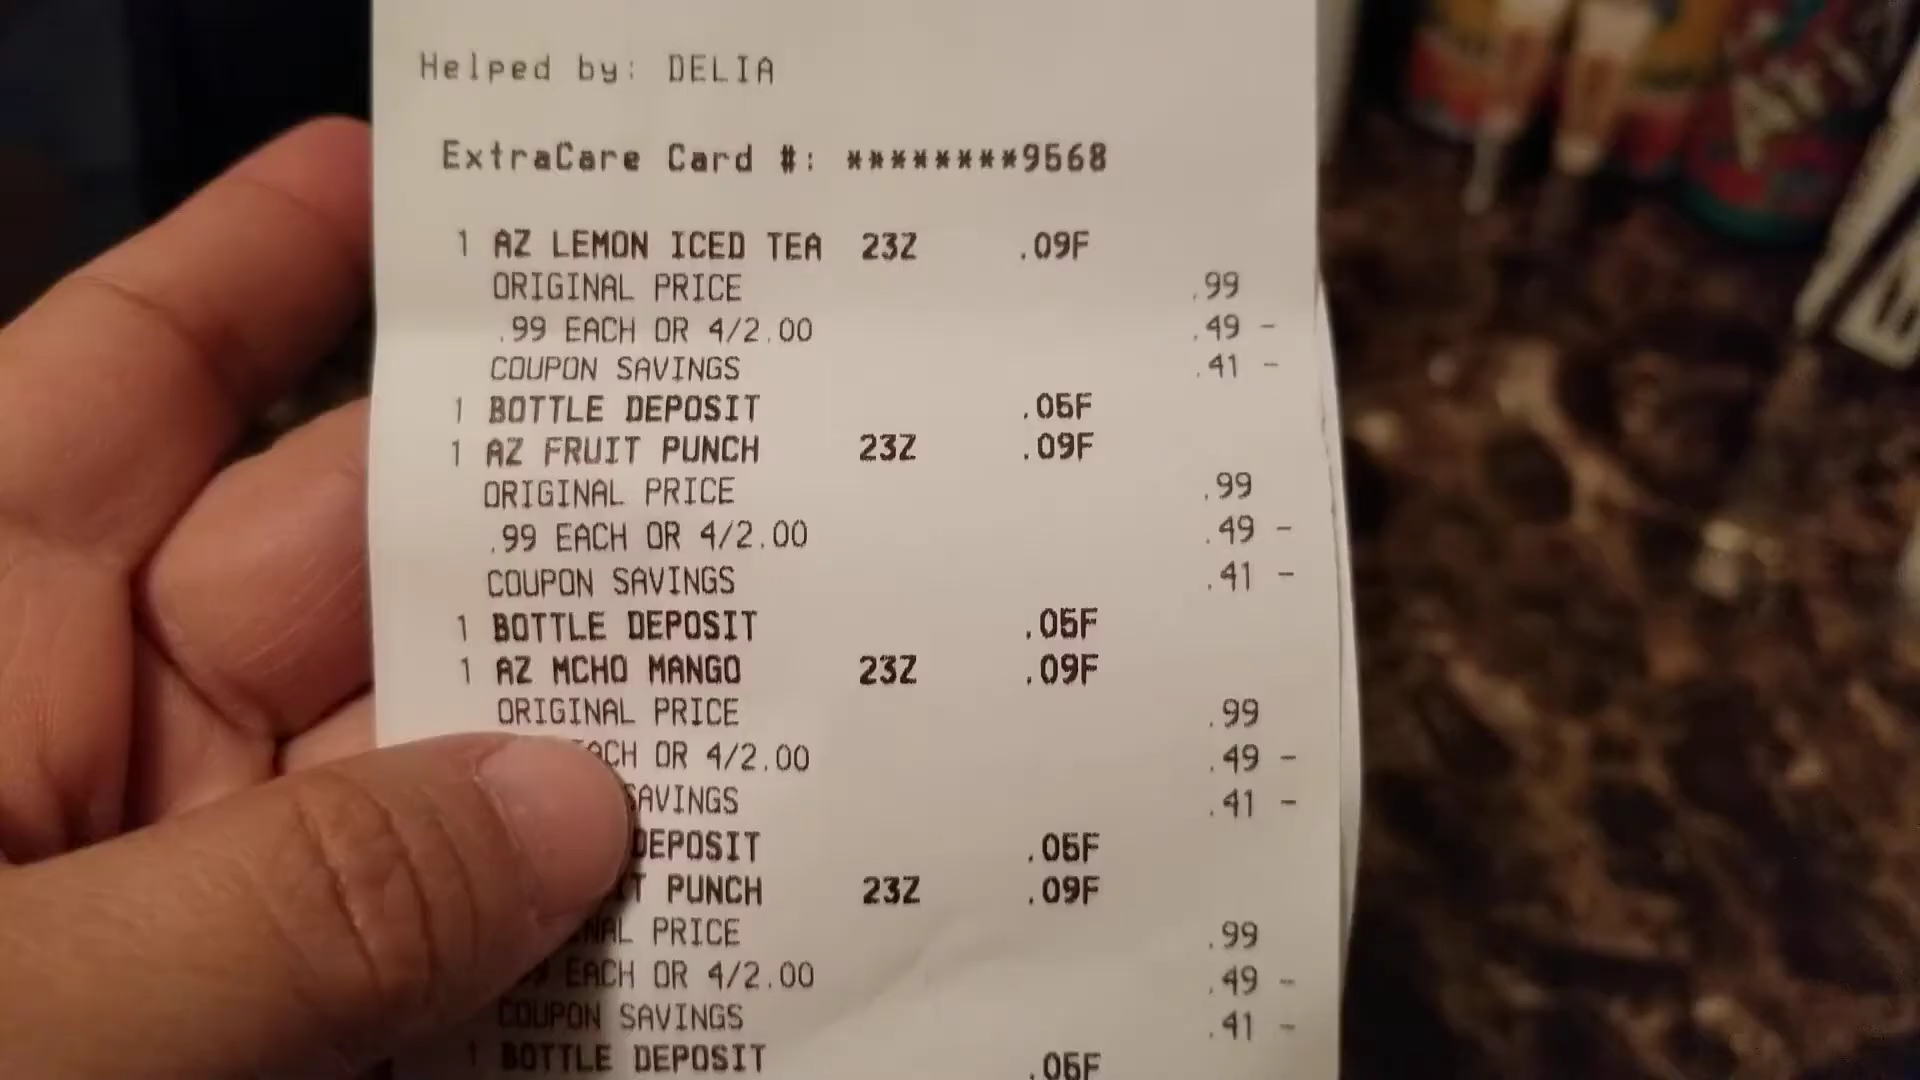 Helped by: DELIA
ExtraCare Card #: ********9568
1 AZ LEMON ICED TEA 23Z .09F
ORIGINAL PRICE .99
.99 EACH OR 4/2.00 .49 -
COUPON SAVINGS .41 -
1 BOTTLE DEPOSIT .05F
1 AZ FRUIT PUNCH 23Z .09F
ORIGINAL PRICE .99
.99 EACH OR 4/2.00 .49 -
COUPON SAVINGS .41 -
1 BOTTLE DEPOSIT .05F
1 AZ MCHO MANGO 23Z .09F
ORIGINAL PRICE .99
OR 4/2.00 .49 -
SAVINGS .41 -
DEPOSIT .05F
PUNCH 23Z .09F
PRICE .99
EACH OR 4/2.00 .49 -
COUPON SAVINGS .41 -
1 BOTTLE DEPOSIT .05F